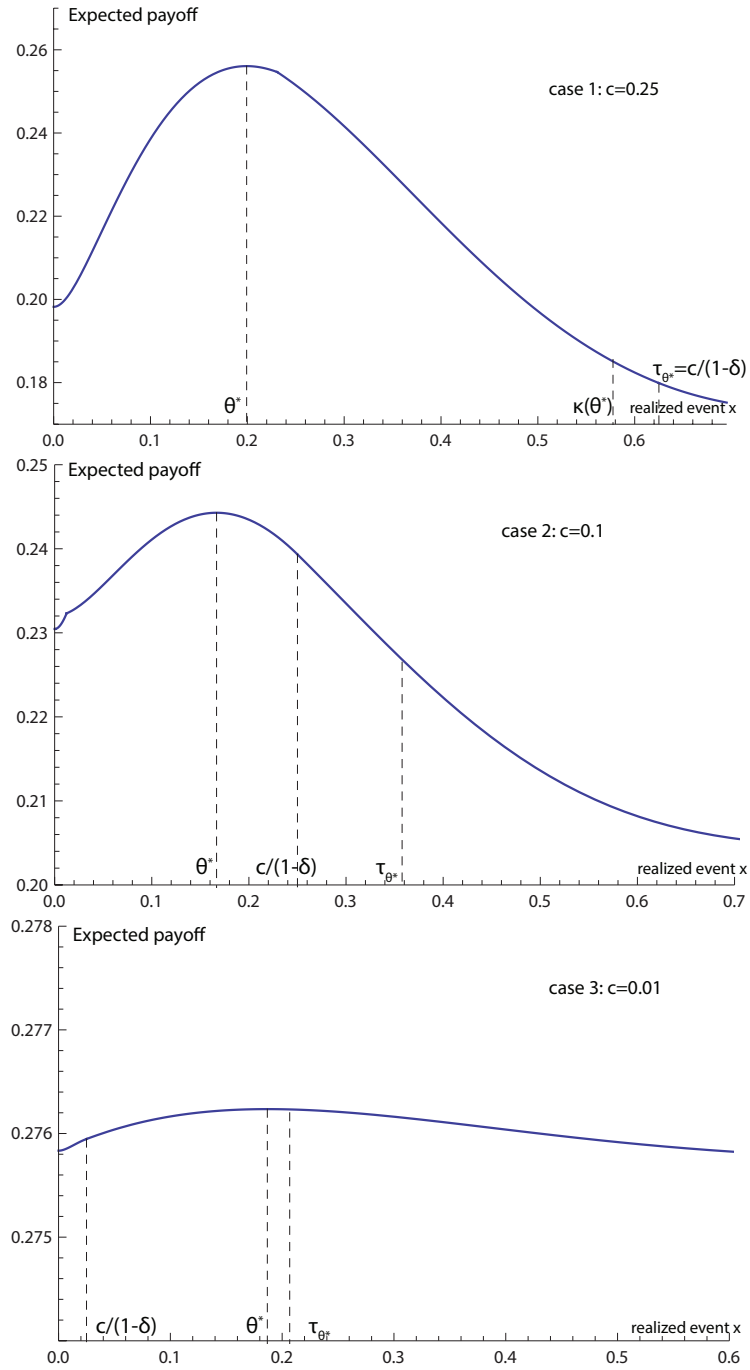 Expected payoff
0.26
case 1: c=0.25
0.24
0.22
0.20
τθ*=c/(1-δ)
0.18
θ* κ(θ*) realized event x
0.0 0.1 0.2 0.3 0.4 0.5 0.6
0.25
Expected payoff
case 2: c=0.1
0.24
0.23
0.22
0.21
θ* c/(1-δ) τθ* realized event x
0.20
0.0 0.1 0.2 0.3 0.4 0.5 0.6 0.7
0.278
Expected payoff
case 3: c=0.01
0.277
0.276
0.275
c/(1-δ) θ* τθ* realized event x
0.0 0.1 0.2 0.3 0.4 0.5 0.6